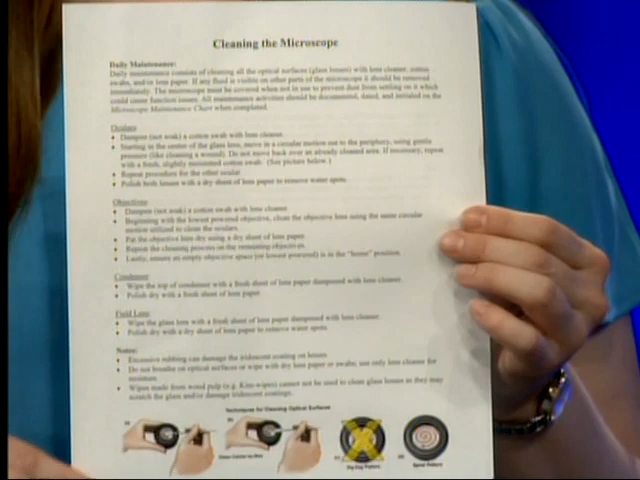 Cleaning the Microscope
Daily Maintenance:
Daily maintenance consists of cleaning all the optical surfaces (glass lenses) with lens cleaner, cotton
swabs, and/or lens paper. If any fluid is visible on other parts of the microscope it should be removed
immediately. The microscope must be covered when not in use to prevent dust from settling on it which
could cause function issues. All maintenance activities should be documented, dated, and initialed on the
Microscope Maintenance Chart when completed.
Oculars
• Dampen (not soak) a cotton swab with lens cleaner.
• Starting in the center of the glass lens, move in a circular motion out to the periphery, using gentle
pressure (like cleaning a wound). Do not move back over an already cleaned area. If necessary, repeat
with a fresh, slightly moistened cotton swab. (See picture below.)
• Repeat procedure for the other ocular.
• Polish both lenses with a dry sheet of lens paper to remove water spots.
Objectives
• Dampen (not soak) a cotton swab with lens cleaner.
• Beginning with the lowest powered objective, clean the objective lens using the same circular
motion utilized to clean the oculars.
• Pat the objective lens dry using a dry sheet of lens paper.
• Repeat the cleaning process on the remaining objectives.
• Lastly, ensure an empty objective space (or lowest powered) is in the "home" position.
Condenser
• Wipe the top of condenser with a fresh sheet of lens paper dampened with lens cleaner.
• Polish dry with a fresh sheet of lens paper
Field Lens
• Wipe the glass lens with a fresh sheet of lens paper dampened with lens cleaner.
• Polish dry with a dry sheet of lens paper to remove water spots.
Notes:
• Excessive rubbing can damage the iridescent coating on lenses.
• Do not breathe on optical surfaces or wipe with dry lens paper or swabs; use only lens cleaner for
moisture.
• Wipes made from wood pulp (e.g. Kim-wipes) cannot be used to clean glass lenses as they may
scratch the glass and/or damage iridescent coatings.
Techniques for Cleaning Optical Surfaces
Zig Zag Pattern
Spiral Pattern